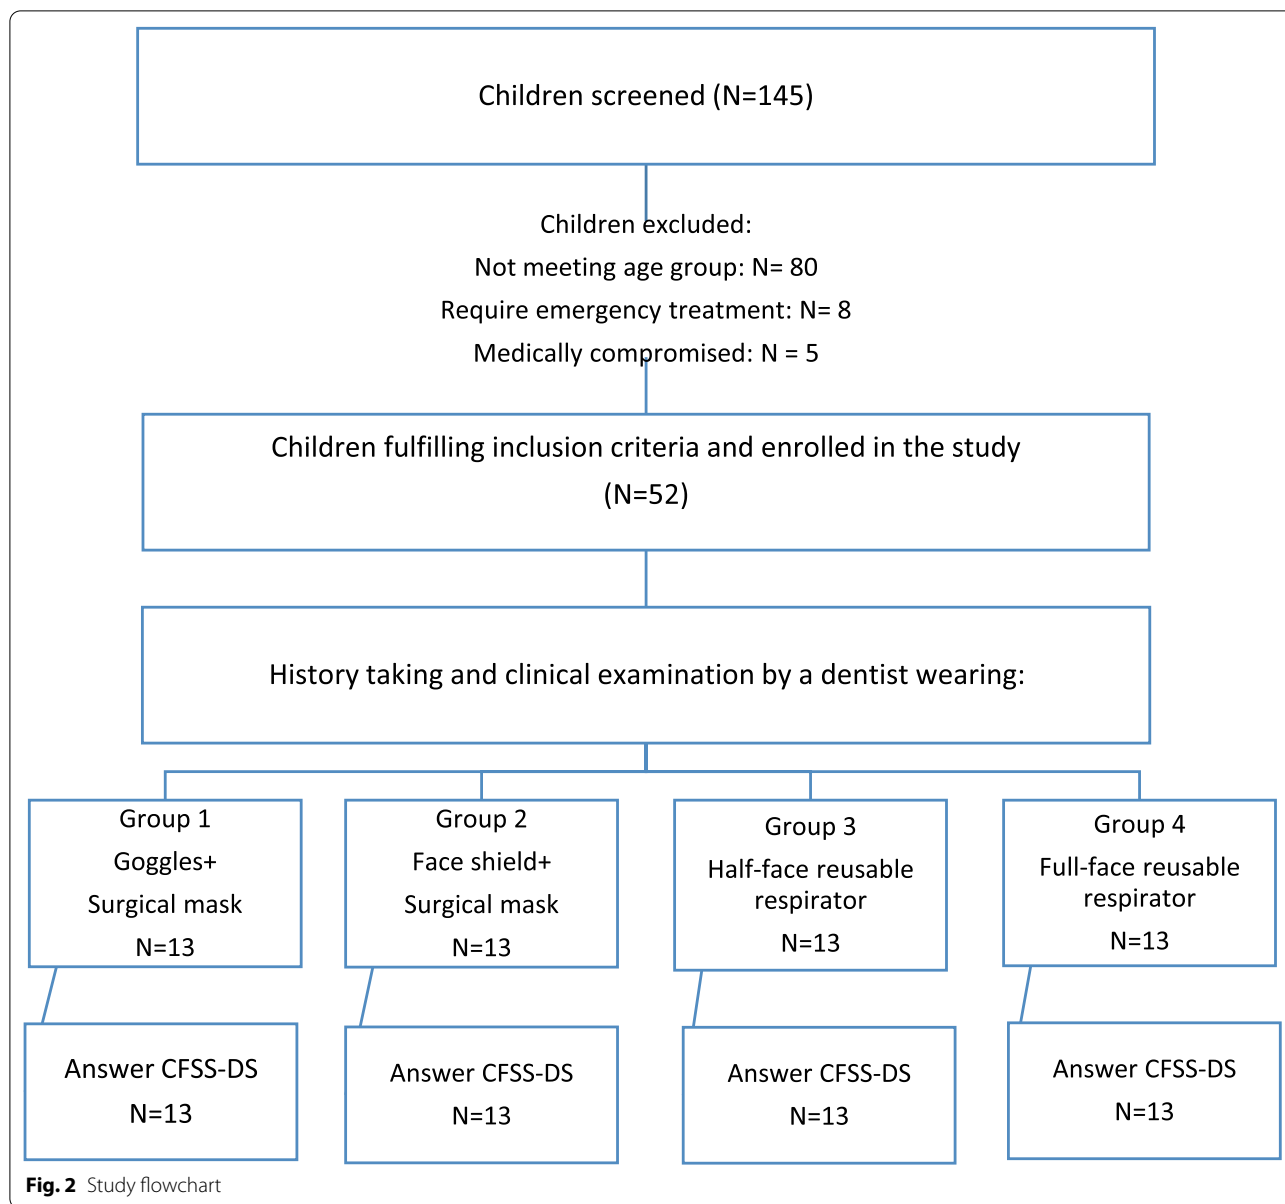 Children screened (N=145)
Children excluded:
Not meeting age group: N= 80
Require emergency treatment: N= 8
Medically compromised: N = 5
Children fulfilling inclusion criteria and enrolled in the study
(N=52)
History taking and clinical examination by a dentist wearing:
Group 1
Goggles+
Surgical mask
N=13
Group 2
Face shield+
Surgical mask
N=13
Group 3
Half-face reusable
respirator
N=13
Group 4
Full-face reusable
respirator
N=13
Answer CFSS-DS
N=13
Answer CFSS-DS
N=13
Answer CFSS-DS
N=13
Answer CFSS-DS
N=13
Fig. 2 Study flowchart